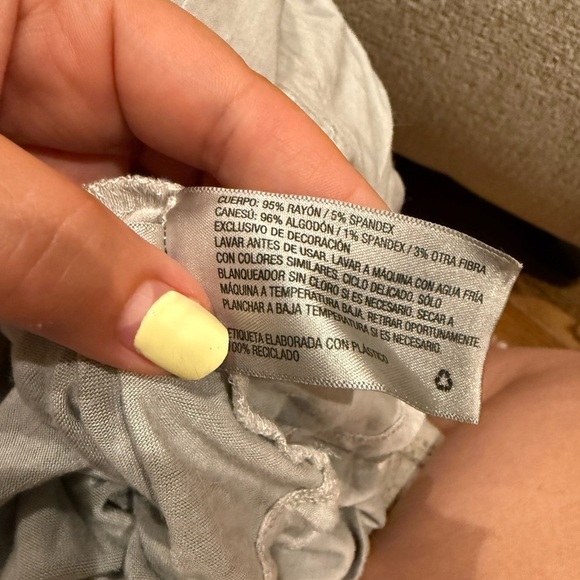 CUERPO: 95% RAYÓN / 5% SPANDEX
CANESÚ: 96% ALGODÓN / 1% SPANDEX / 3% OTRA FIBRA
EXCLUSIVO DE DECORACIÓN
LAVAR ANTES DE USAR. LAVAR A MÁQUINA CON AGUA FRÍA
CON COLORES SIMILARES. CICLO DELICADO. SÓLO
BLANQUEADOR SIN CLORO SI ES NECESARIO. SECAR A
MÁQUINA A TEMPERATURA BAJA. RETIRAR OPORTUNAMENTE.
PLANCHAR A BAJA TEMPERATURA SI ES NECESARIO.
ETIQUETA ELABORADA CON PLASTICO
100% RECICLADO